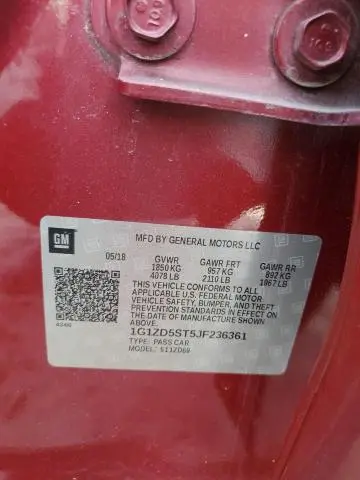 GM
MFD BY GENERAL MOTORS LLC
05/18 GVWR GAWR FRT GAWR RR
1850 KG 957 KG 892 KG
4078 LB 2110 LB 1967 LB
THIS VEHICLE CONFORMS TO ALL
APPLICABLE U.S. FEDERAL MOTOR
VEHICLE SAFETY, BUMPER, AND THEFT
PREVENTION STANDARDS IN EFFECT ON
THE DATE OF MANUFACTURE SHOWN
ABOVE.
1G1ZD5ST5JF236361
TYPE: PASS CAR
MODEL: 1ZD69